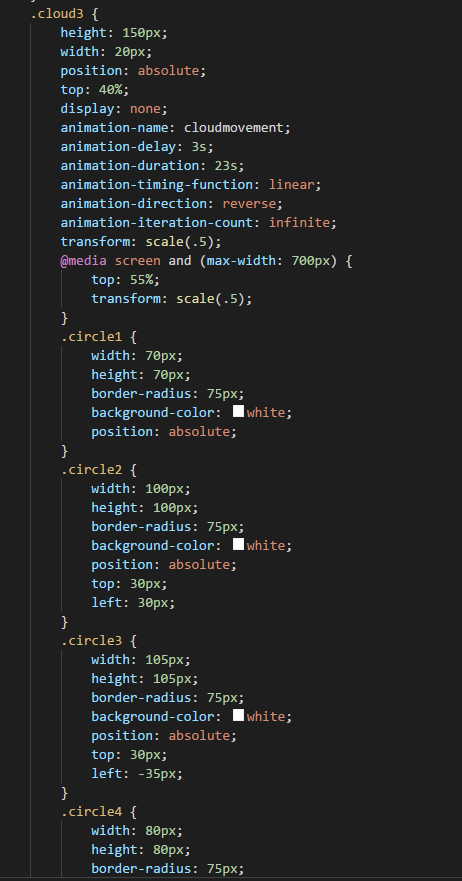 .cloud3 {
height: 150px;
width: 20px;
position: absolute;
top: 40%;
display: none;
animation-name: cloudmovement;
animation-delay: 3s;
animation-duration: 23s;
animation-timing-function: linear;
animation-direction: reverse;
animation-iteration-count: infinite;
transform: scale(.5);
@media screen and (max-width: 700px) {
top: 55%;
transform: scale(.5);
}
.circle1 {
width: 70px;
height: 70px;
border-radius: 75px;
background-color: white;
position: absolute;
}
.circle2 {
width: 100px;
height: 100px;
border-radius: 75px;
background-color: white;
position: absolute;
top: 30px;
left: 30px;
}
.circle3 {
width: 105px;
height: 105px;
border-radius: 75px;
background-color: white;
position: absolute;
top: 30px;
left: -35px;
}
.circle4 {
width: 80px;
height: 80px;
border-radius: 75px;